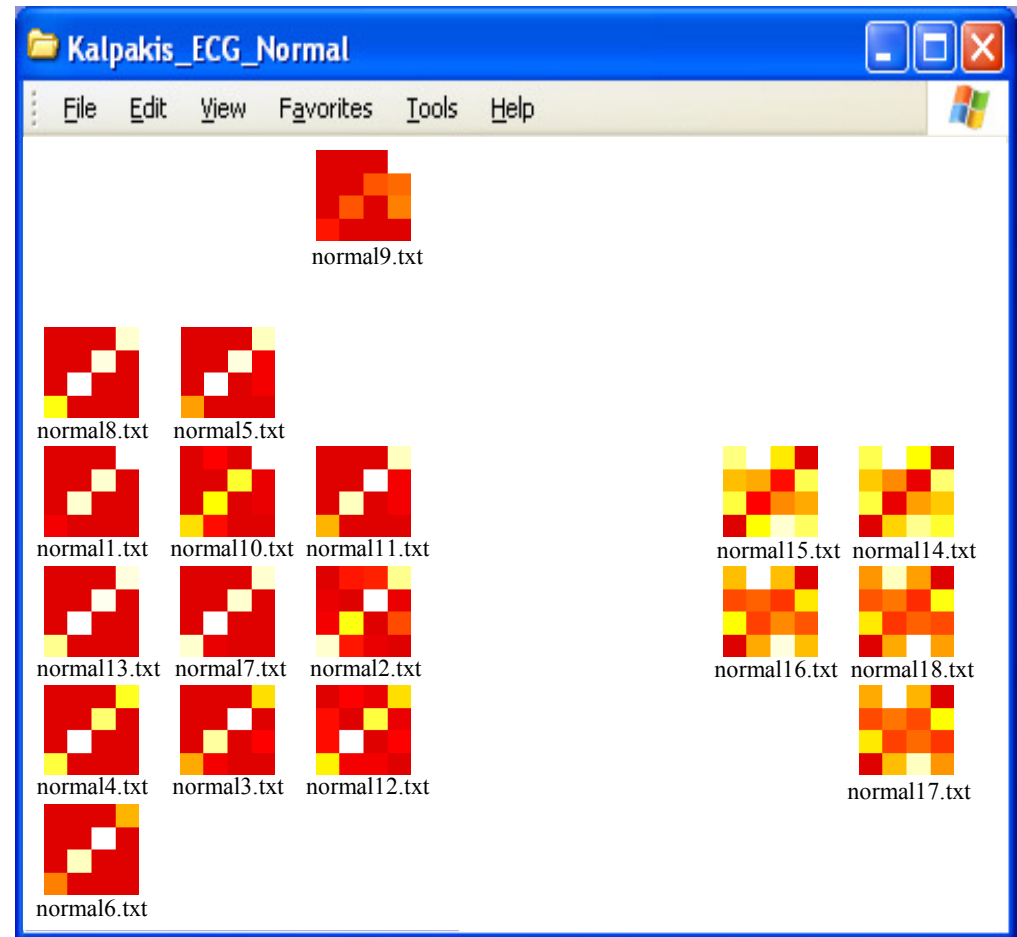 Kalpakis_ECG_Normal
File Edit View Favorites Tools Help
normal9.txt
normal8.txt normal5.txt
normal1.txt normal10.txt normal11.txt normal15.txt normal14.txt
normal13.txt normal7.txt normal2.txt normal16.txt normal18.txt
normal4.txt normal3.txt normal12.txt normal17.txt
normal6.txt